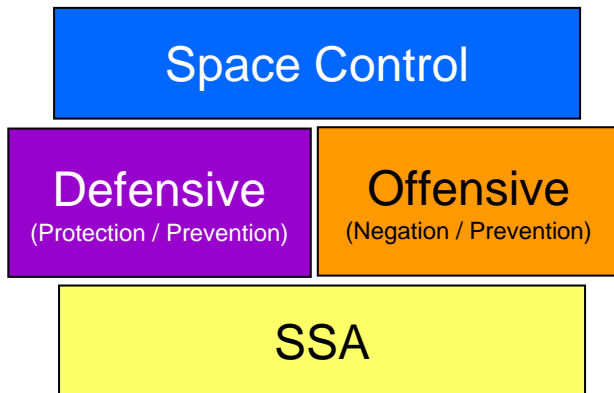 Space Control
Defensive
(Protection / Prevention)
Offensive
(Negation / Prevention)
SSA